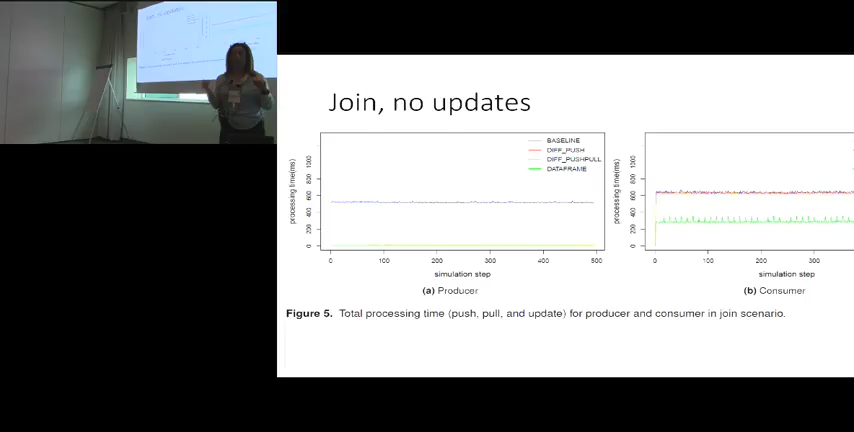 Join, no updates
BASELINE
DIFF_PUSH
DIFF_PUSHPULL
DATAFRAME
processing time(ms)
0 200 400 600 800 1000
0 100 200 300 400 500
simulation step
(a) Producer
processing time(ms)
0 200 400 600 800 1000
0 100 200 300
simulation step
(b) Consumer
Figure 5. Total processing time (push, pull, and update) for producer and consumer in join scenario.